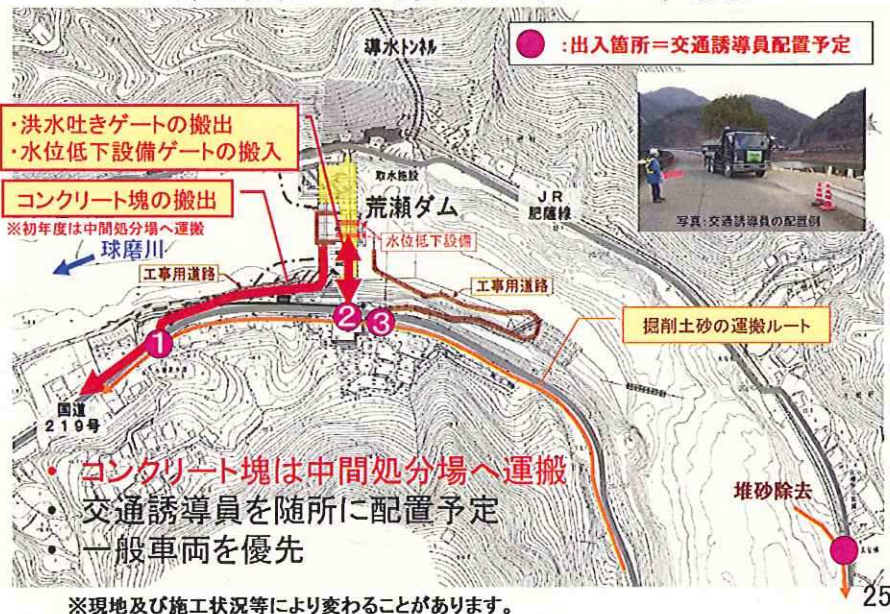 導水トンネル
:出入箇所=交通誘導員配置予定
・洪水吐きゲートの搬出
・水位低下設備ゲートの搬入
取水施設
荒瀬ダム
JR
肥薩線
写真:交通誘導員の配置例
コンクリート塊の搬出
※初年度は中間処分場へ運搬
水位低下設備
球磨川
工事用道路
工事用道路
掘削土砂の運搬ルート
1
2
3
国道
219号
・ コンクリート塊は中間処分場へ運搬
・ 交通誘導員を随所に配置予定
・ 一般車両を優先
堆砂除去
※現地及び施工状況等により変わることがあります。
25